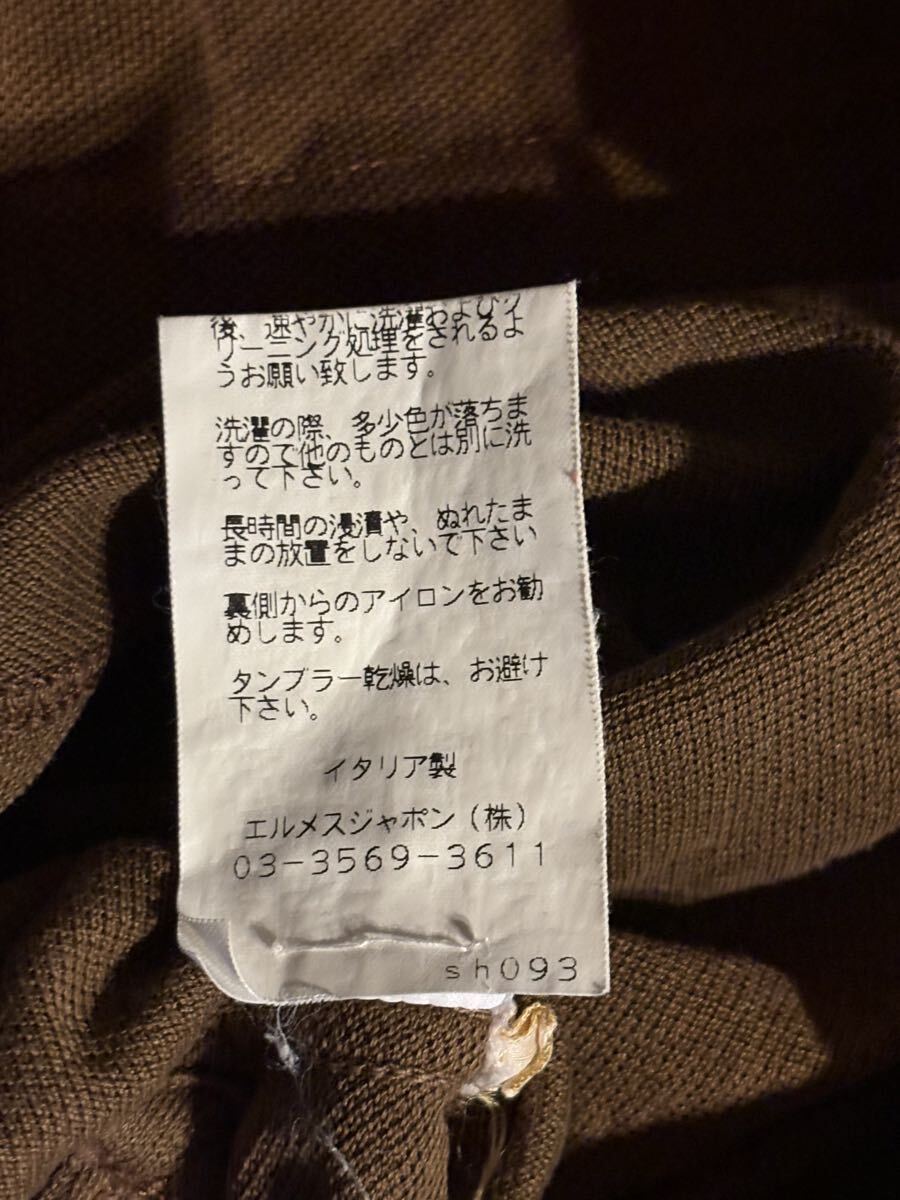 後、速やかに洗濯およびク
リーニング処理をされるよ
うお願い致します。
洗濯の際、多少色が落ちま
すので他のものとは別に洗
って下さい。
長時間の浸漬や、ぬれたま
まの放置をしないで下さい
裏側からのアイロンをお勧
めします。
タンブラー乾燥は、お避け
下さい。
イタリア製
エルメスジャポン(株)
03-3569-3611
sh093